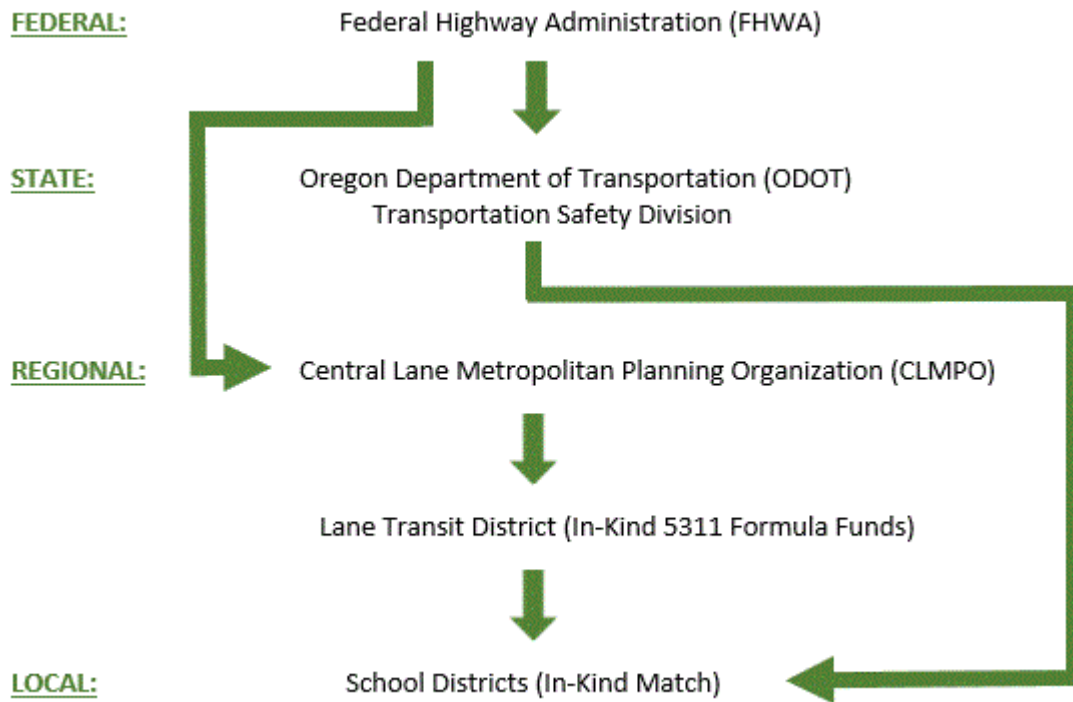 FEDERAL: Federal Highway Administration (FHWA)
STATE: Oregon Department of Transportation (ODOT)
Transportation Safety Division
REGIONAL: Central Lane Metropolitan Planning Organization (CLMPO)
Lane Transit District (In-Kind 5311 Formula Funds)
LOCAL: School Districts (In-Kind Match)